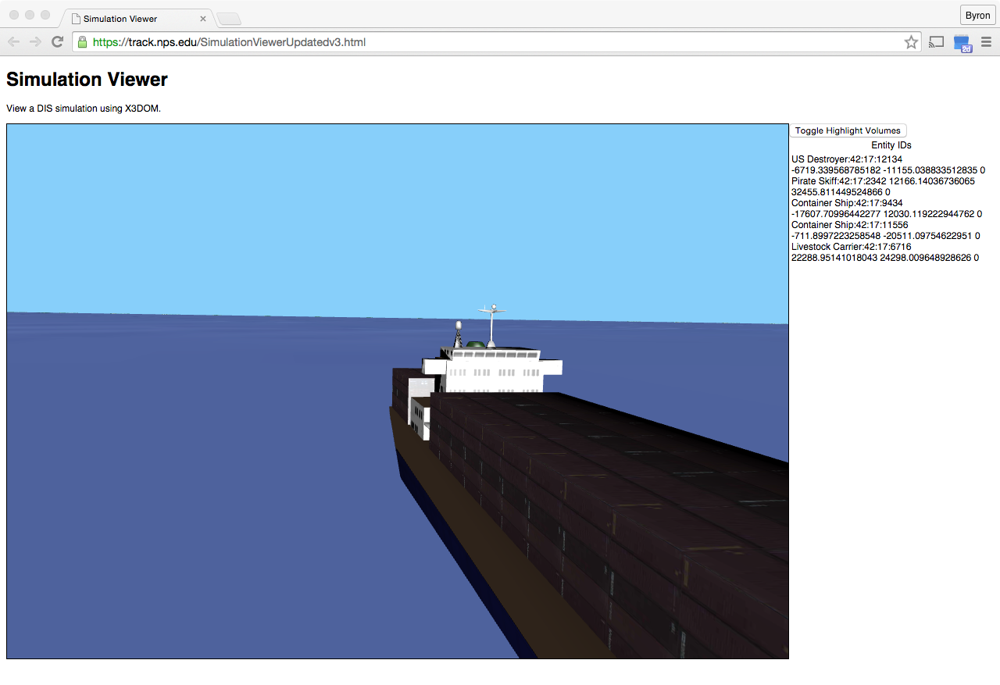 Simulation Viewer
Byron
https://track.nps.edu/SimulationViewerUpdatedv3.html
2d
Simulation Viewer
View a DIS simulation using X3DOM.
Toggle Highlight Volumes
Entity IDs
US Destroyer:42:17:12134
-6719.339568785182 -11155.038833512835 0
Pirate Skiff:42:17:2342 12166.14036736065
32455.811449524866 0
Container Ship:42:17:9434
-17607.70996442277 12030.119222944762 0
Container Ship:42:17:11556
-711.8997223258548 -20511.09754622951 0
Livestock Carrier:42:17:6716
22288.95141018043 24298.009648928626 0